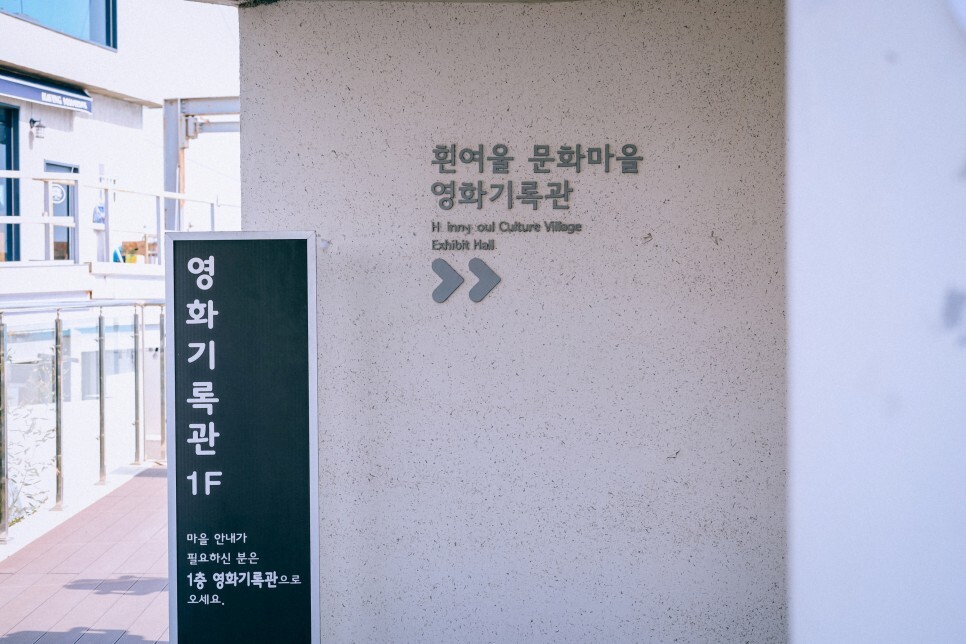 흰여울 문화마을
영화기록관
H inny oul Culture Village
Exhibit Hall
영화기록관
1F
마을 안내가
필요하신 분은
1층 영화기록관으로
오세요.